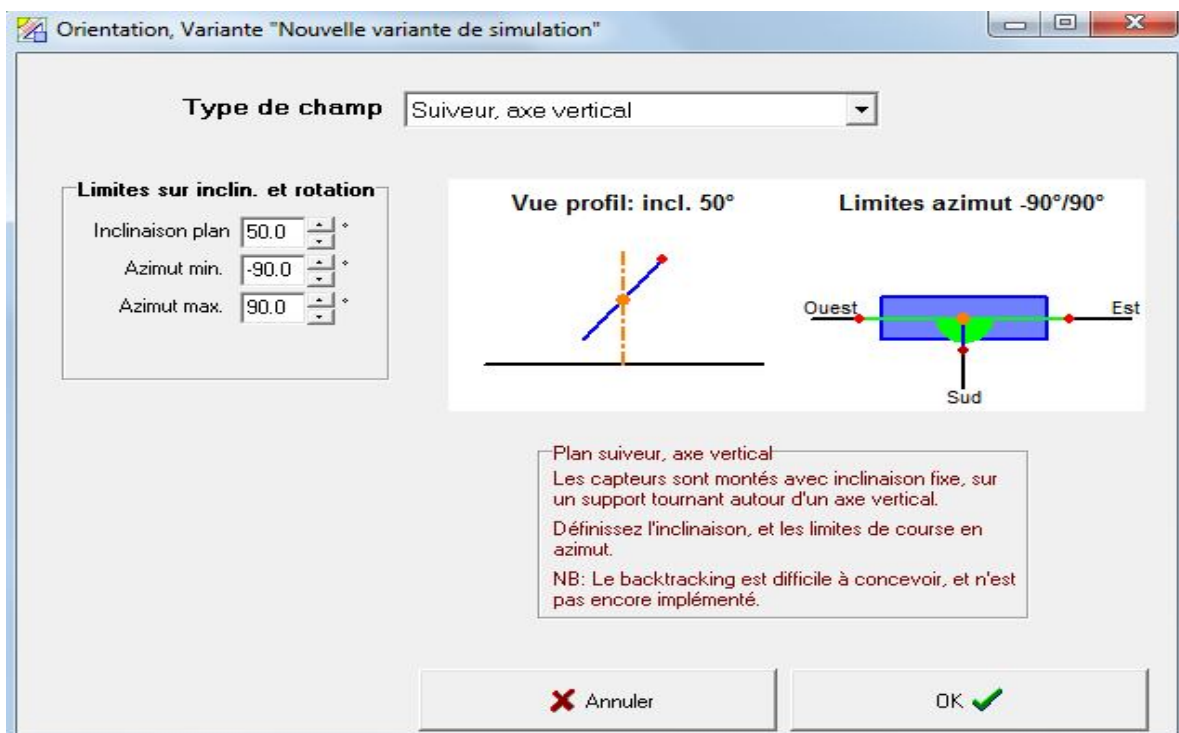 Orientation, Variante "Nouvelle variante de simulation"
Type de champ
Suiveur, axe vertical
Limites sur inclin. et rotation
Inclinaison plan 50.0 °
Azimut min. -90.0 °
Azimut max. 90.0 °
Vue profil: incl. 50°
Limites azimut -90°/90°
Ouest
Est
Sud
Plan suiveur, axe vertical
Les capteurs sont montés avec inclinaison fixe, sur
un support tournant autour d'un axe vertical.
Définissez l'inclinaison, et les limites de course en
azimut.
NB: Le backtracking est difficile à concevoir, et n'est
pas encore implémenté.
Annuler
OK